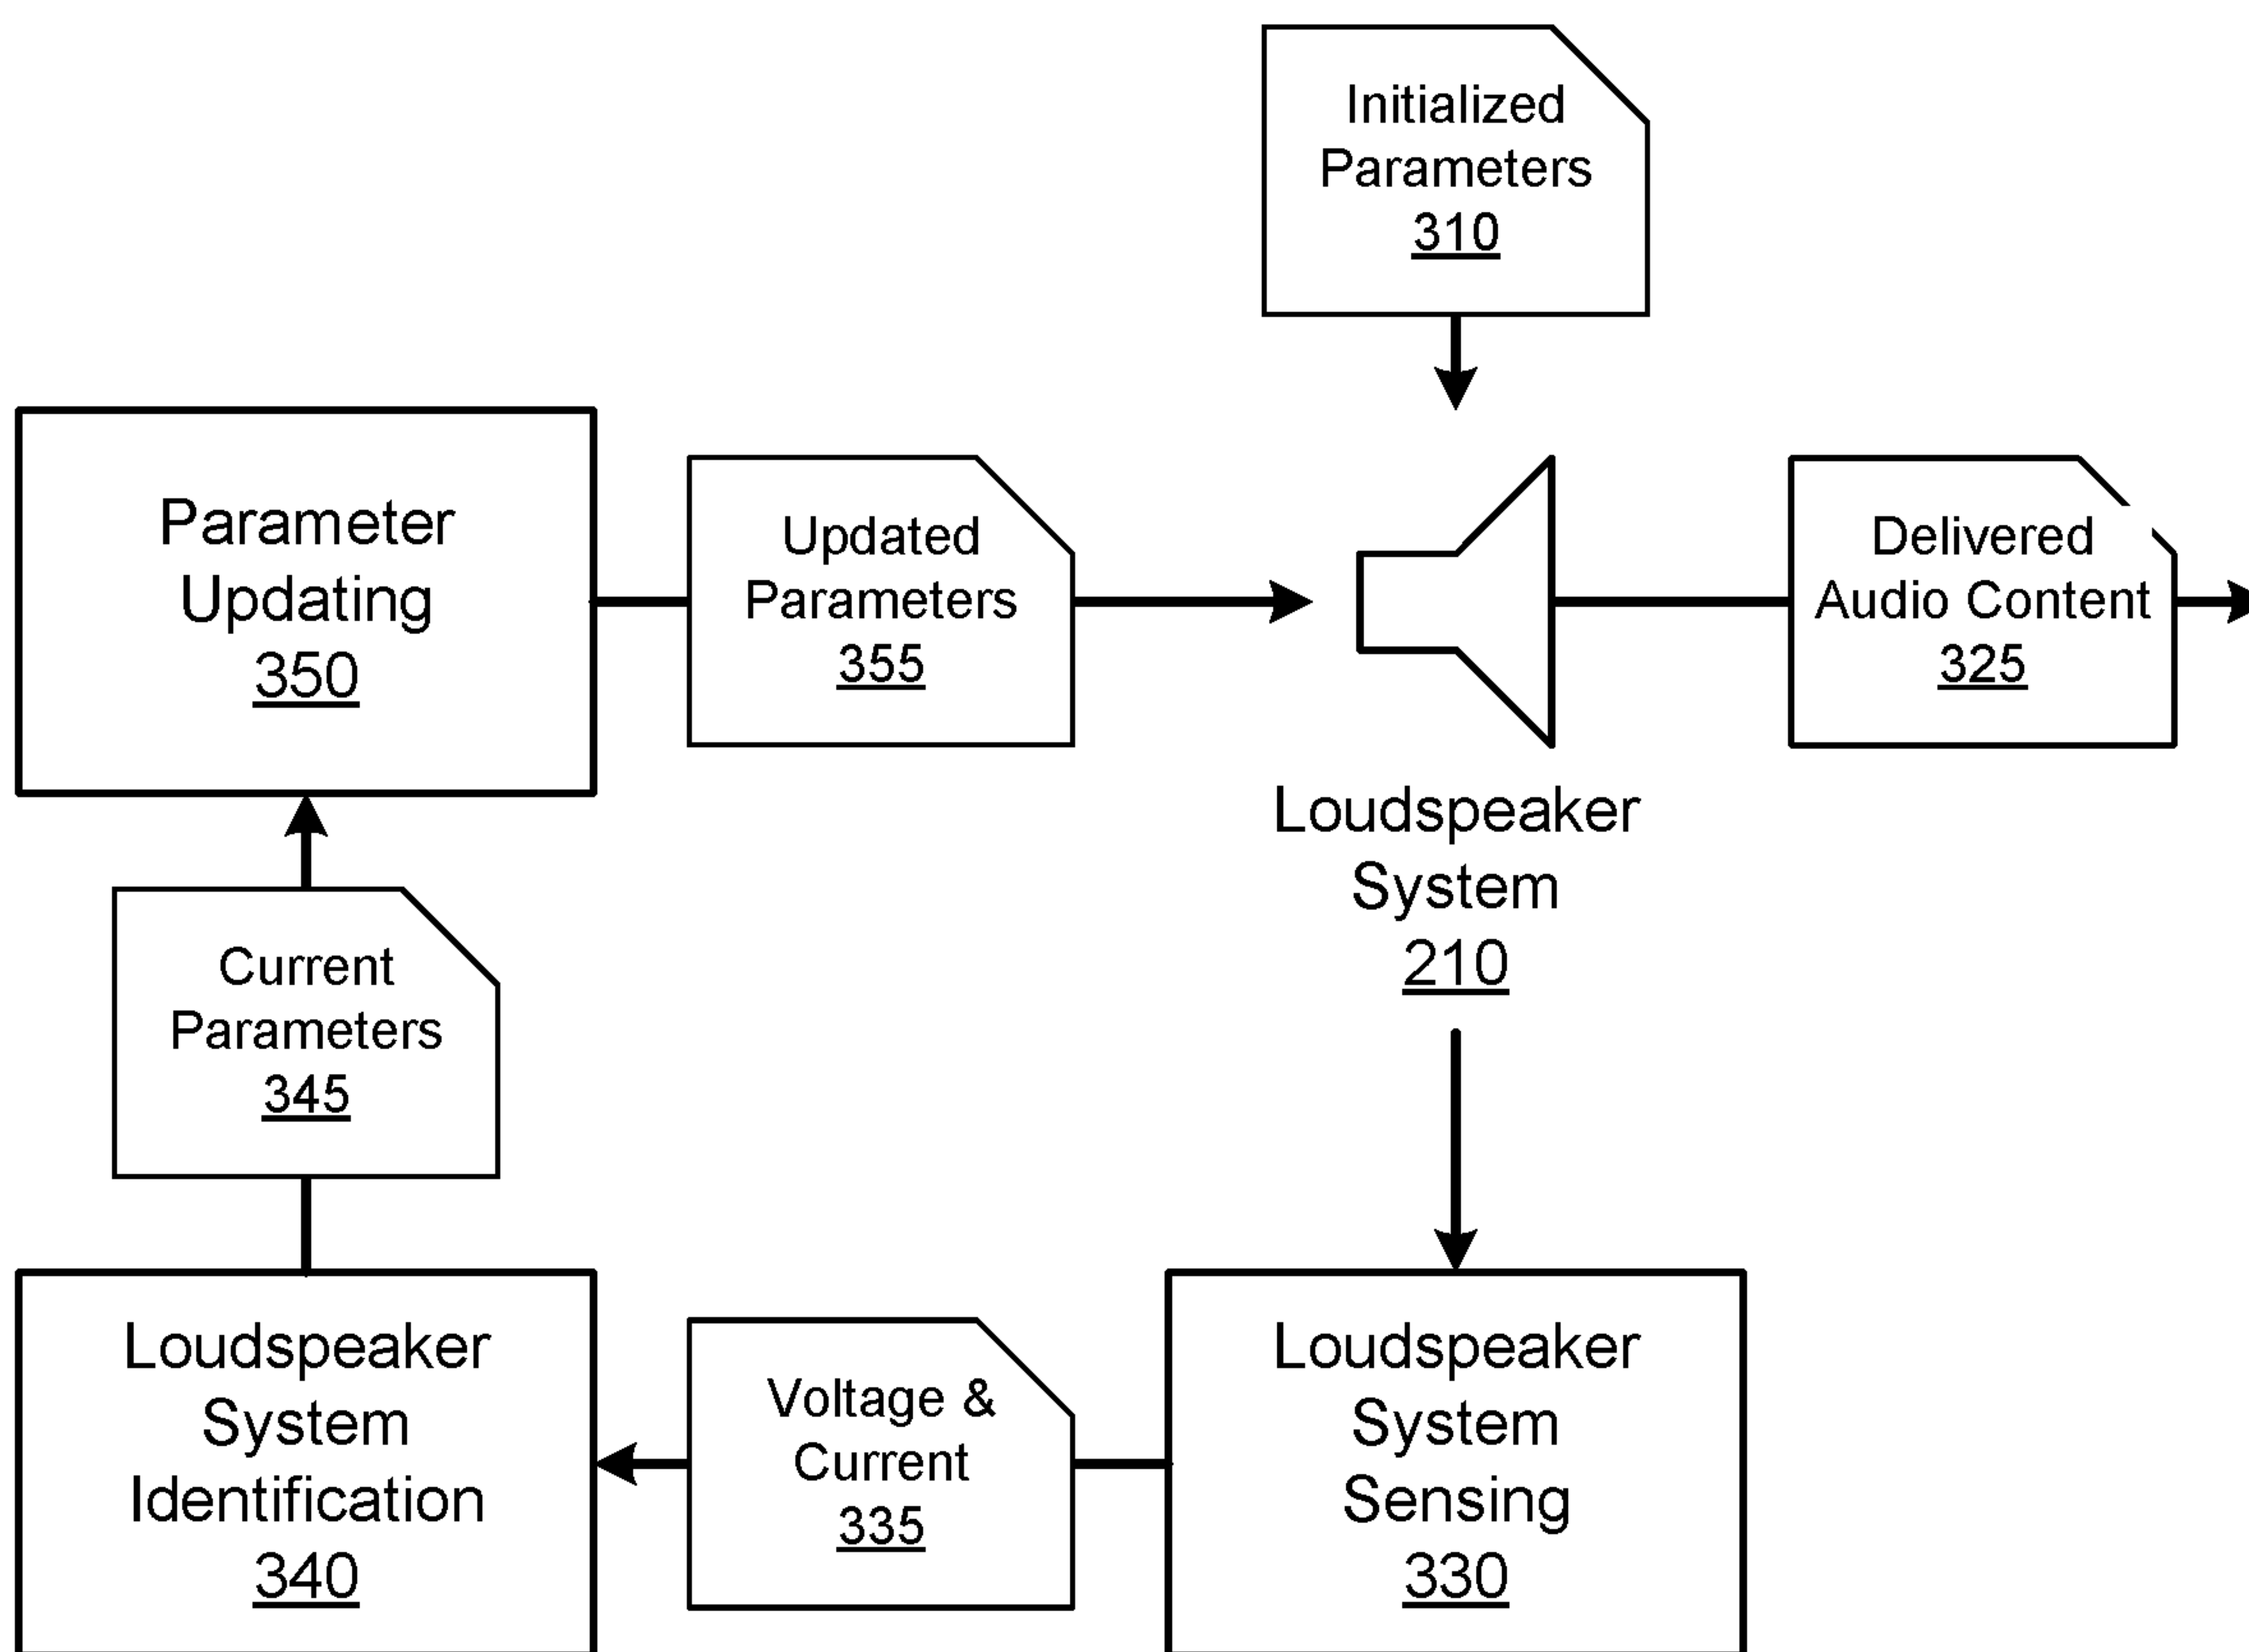 Initialized
Parameters
310
Parameter
Updating
350
Updated
Parameters
355
Delivered
Audio Content
325
Loudspeaker
System
210
Current
Parameters
345
Loudspeaker
System
Identification
340
Voltage &
Current
335
Loudspeaker
System
Sensing
330